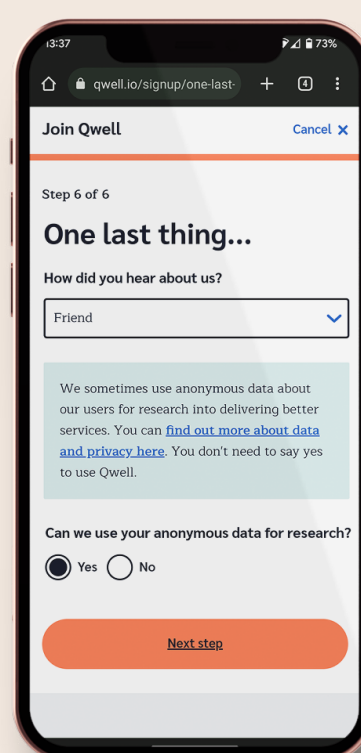 13:37
73%
qwell.io/signup/one-last-
4
Join Qwell
Cancel
Step 6 of 6
One last thing...
How did you hear about us?
Friend
We sometimes use anonymous data about
our users for research into delivering better
services. You can find out more about data
and privacy here. You don't need to say yes
to use Qwell.
Can we use your anonymous data for research?
Yes No
Next step